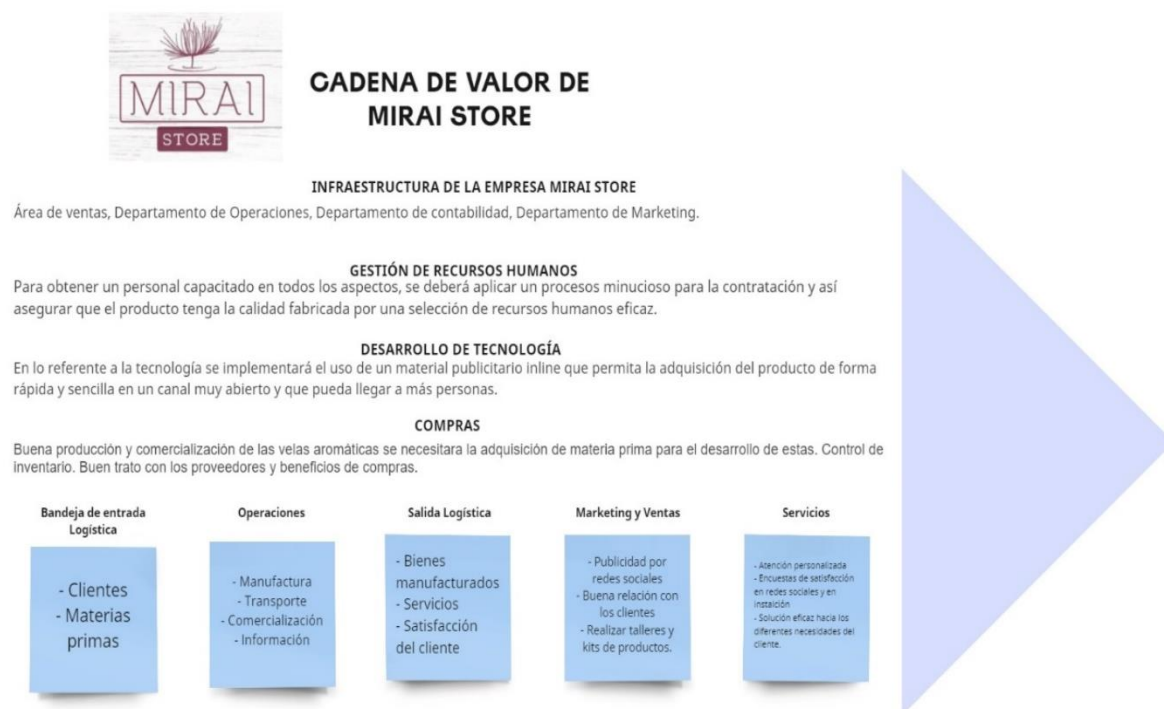 MIRAI
STORE
CADENA DE VALOR DE
MIRAI STORE
INFRAESTRUCTURA DE LA EMPRESA MIRAI STORE
Área de ventas, Departamento de Operaciones, Departamento de contabilidad, Departamento de Marketing.
GESTIÓN DE RECURSOS HUMANOS
Para obtener un personal capacitado en todos los aspectos, se deberá aplicar un procesos minucioso para la contratación y así
asegurar que el producto tenga la calidad fabricada por una selección de recursos humanos eficaz.
DESARROLLO DE TECNOLOGÍA
En lo referente a la tecnología se implementará el uso de un material publicitario inline que permita la adquisición del producto de forma
rápida y sencilla en un canal muy abierto y que pueda llegar a más personas.
COMPRAS
Buena producción y comercialización de las velas aromáticas se necesitara la adquisición de materia prima para el desarrollo de estas. Control de
inventario. Buen trato con los proveedores y beneficios de compras.
Bandeja de entrada
Logística
- Clientes
- Materias
primas
Operaciones
- Manufactura
- Transporte
- Comercialización
- Información
Salida Logística
- Bienes
manufacturados
- Servicios
- Satisfacción
del cliente
Marketing y Ventas
- Publicidad por
redes sociales
- Buena relación con
los clientes
- Realizar talleres y
kits de productos.
Servicios
- Atención personalizada
- Encuestas de satisfacción
en redes sociales y en
instalción
- Solución eficaz hacia los
diferentes necesidades del
cliente.